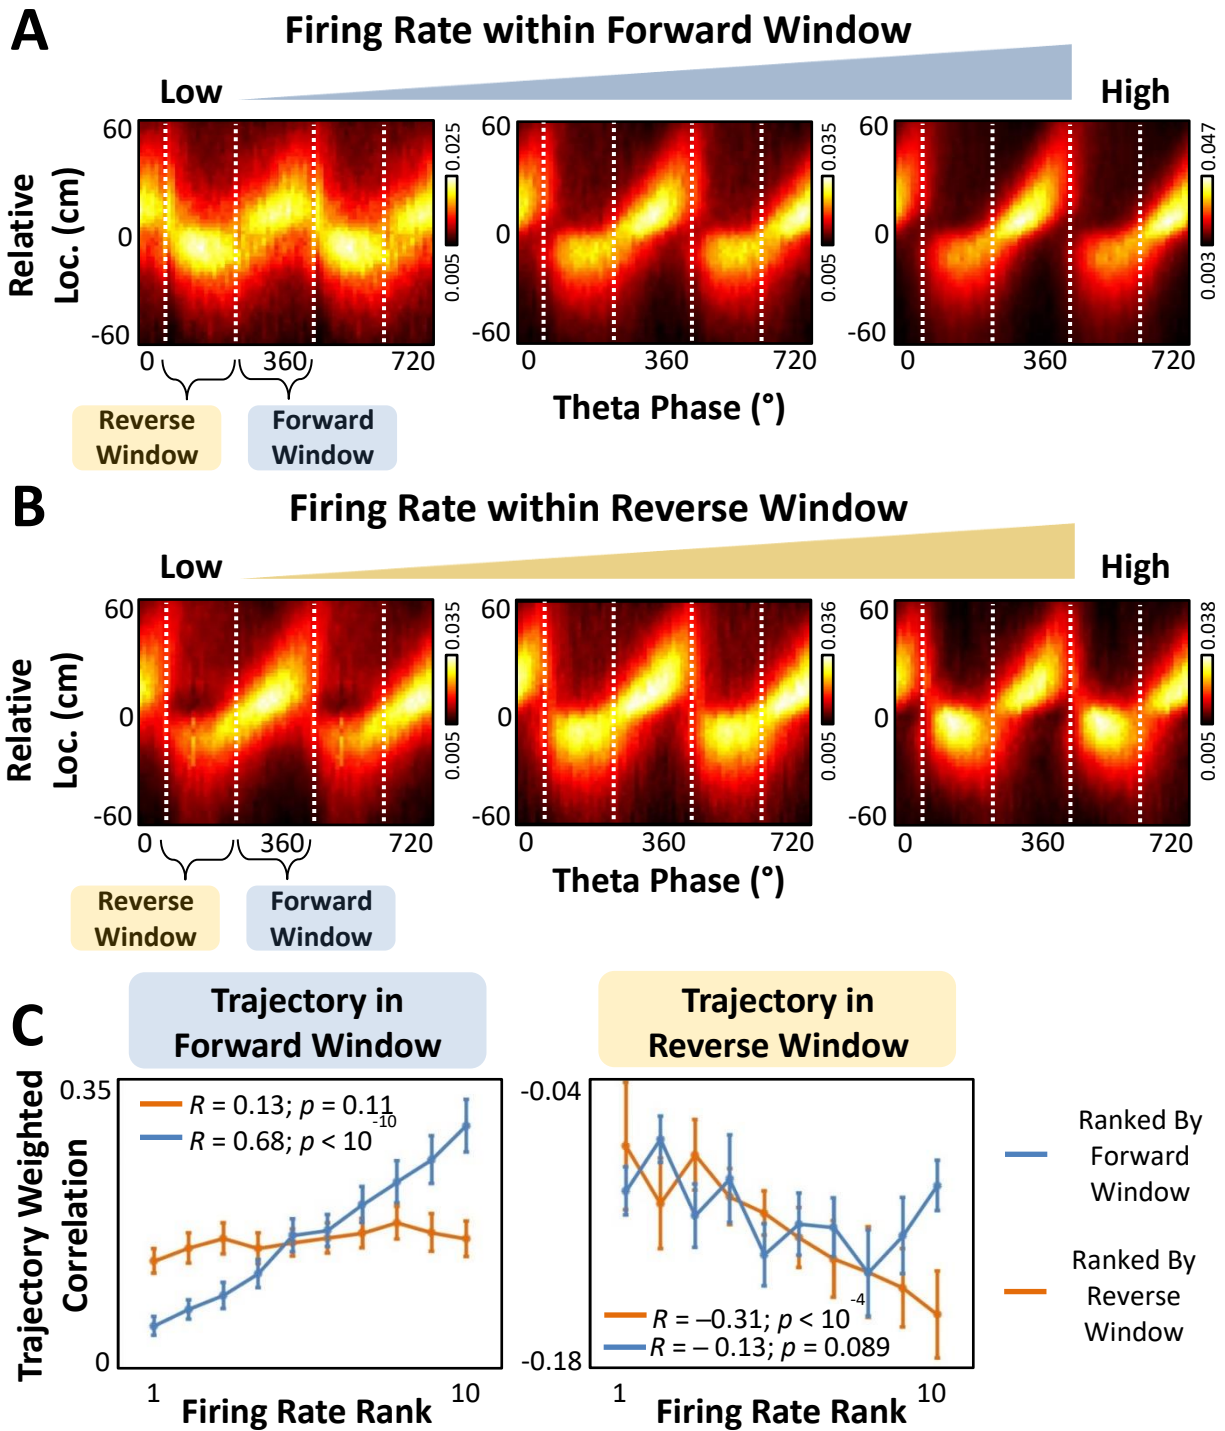 A
Firing Rate within Forward Window
Low
High
Relative
Loc. (cm)
60
0
-60
0
360
720
0.025
0.005
60
0
-60
0
360
720
0.035
0.005
60
0
-60
0
360
720
0.047
0.003
Theta Phase (°)
Reverse
Window
Forward
Window
B
Firing Rate within Reverse Window
Low
High
Relative
Loc. (cm)
60
0
-60
0
360
720
0.035
0.005
60
0
-60
0
360
720
0.036
0.005
60
0
-60
0
360
720
0.038
0.005
Theta Phase (°)
Reverse
Window
Forward
Window
C
Trajectory in
Forward Window
Trajectory in
Reverse Window
Trajectory Weighted
Correlation
0.35
0
R = 0.13; p = 0.11
R = 0.68; p < 10^-10
1
10
Firing Rate Rank
-0.04
-0.18
R = –0.31; p < 10^-4
R = – 0.13; p = 0.089
1
10
Firing Rate Rank
Ranked By
Forward
Window
Ranked By
Reverse
Window